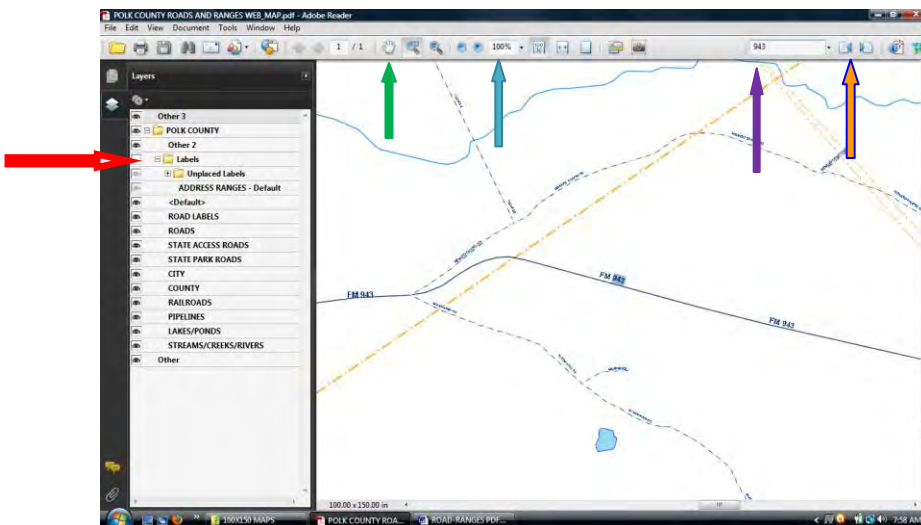 POLK COUNTY ROADS AND RANGES WEB_MAP.pdf - Adobe Reader
File Edit View Document Tools Window Help
1 / 1 100% 943
Layers
Other 3
POLK COUNTY
Other 2
Labels
Unplaced Labels
ADDRESS RANGES - Default
<Default>
ROAD LABELS
ROADS
STATE ACCESS ROADS
STATE PARK ROADS
CITY
COUNTY
RAILROADS
PIPELINES
LAKES/PONDS
STREAMS/CREEKS/RIVERS
Other
FM 943
FM 943
FM 943
100.00 x 150.00 in
100X150 MAPS
POLK COUNTY ROA...
ROAD-RANGES PDF...
7:58 AM